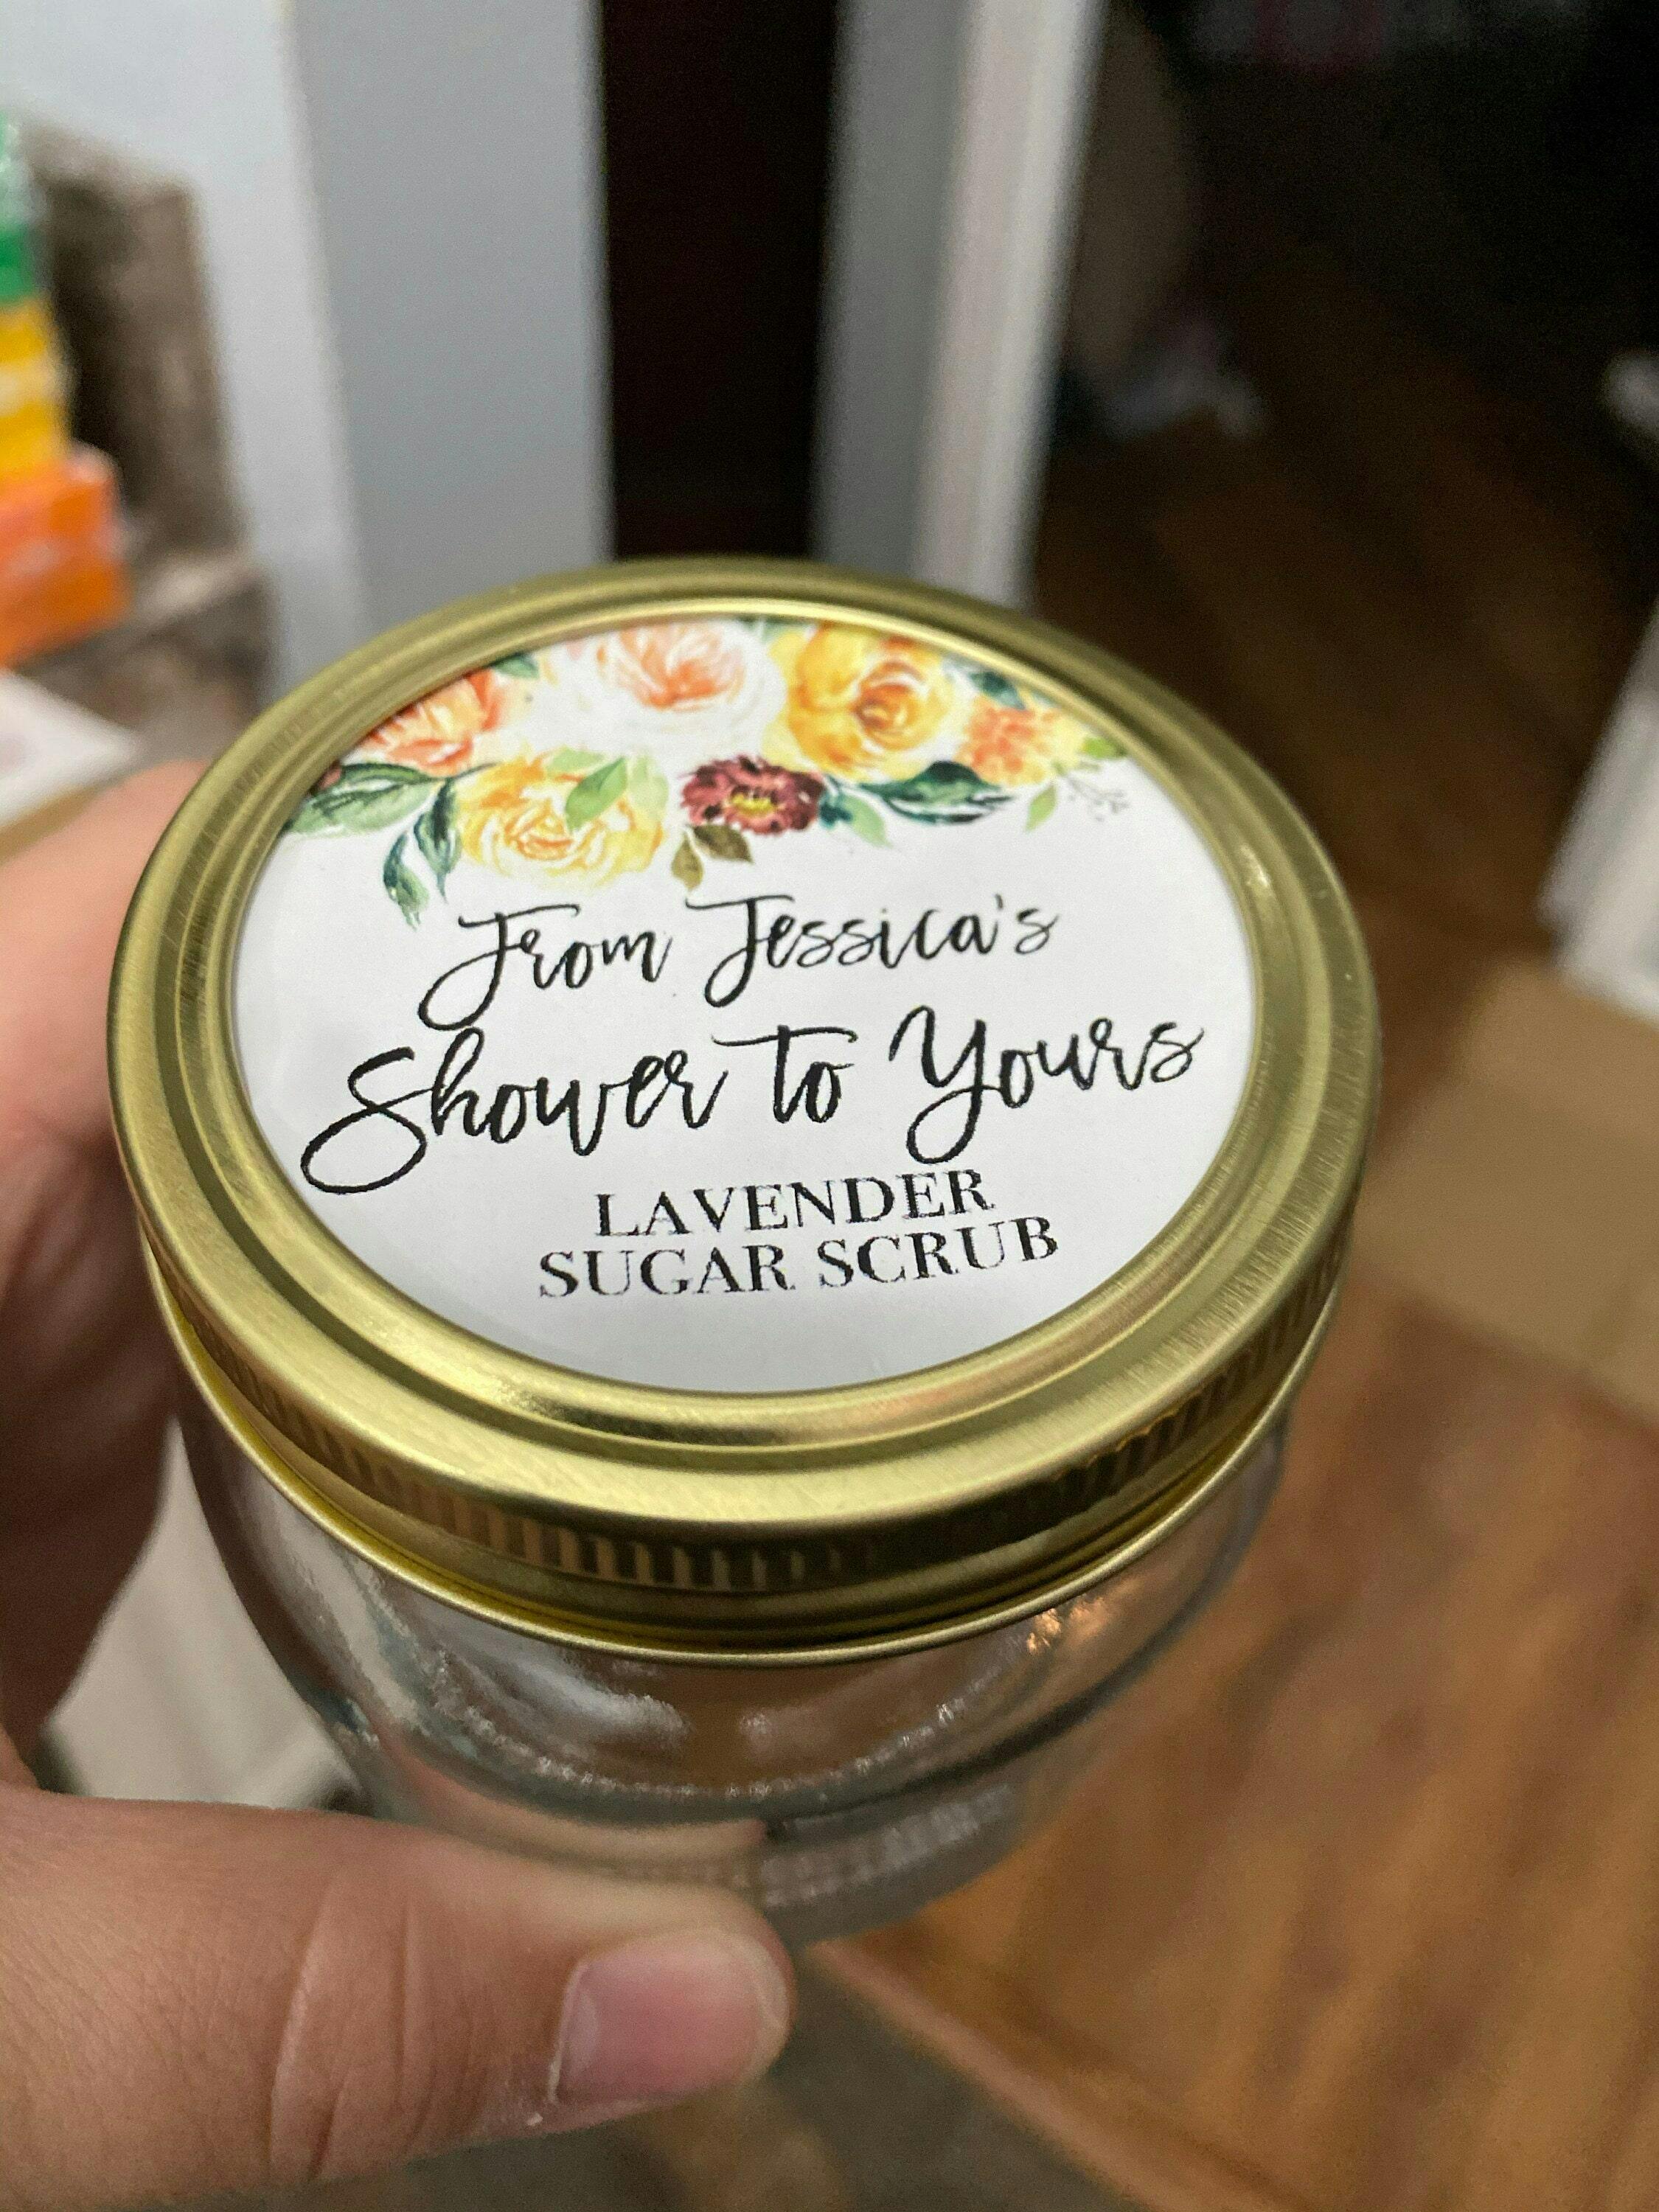 From Jessica's
Shower to Yours
LAVENDER
SUGAR SCRUB